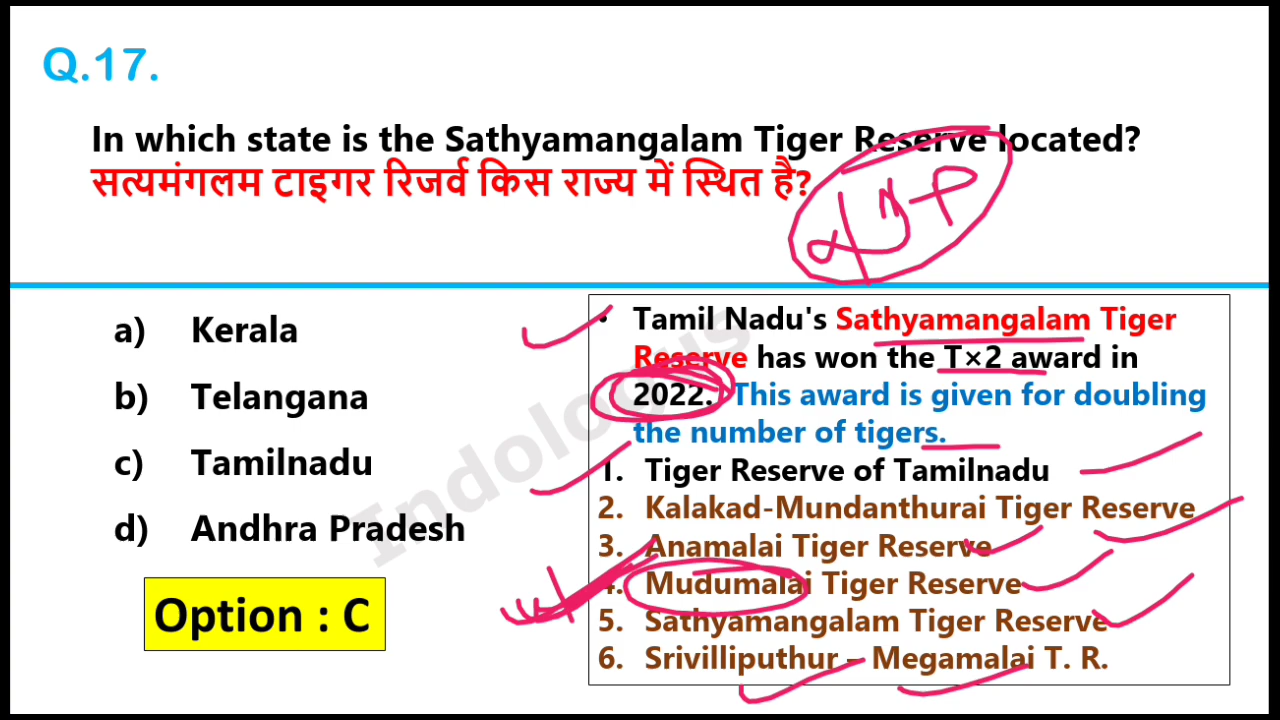 Q.17.
In which state is the Sathyamangalam Tiger Reserve located?
सत्यमंगलम टाइगर रिजर्व किस राज्य में स्थित है?
a) Kerala
b) Telangana
c) Tamilnadu
d) Andhra Pradesh
Option : C
• Tamil Nadu's Sathyamangalam Tiger
Reserve has won the T×2 award in
2022. This award is given for doubling
the number of tigers.
1. Tiger Reserve of Tamilnadu
2. Kalakad-Mundanthurai Tiger Reserve
3. Anamalai Tiger Reserve
4. Mudumalai Tiger Reserve
5. Sathyamangalam Tiger Reserve
6. Srivilliputhur – Megamalai T. R.
Indologus